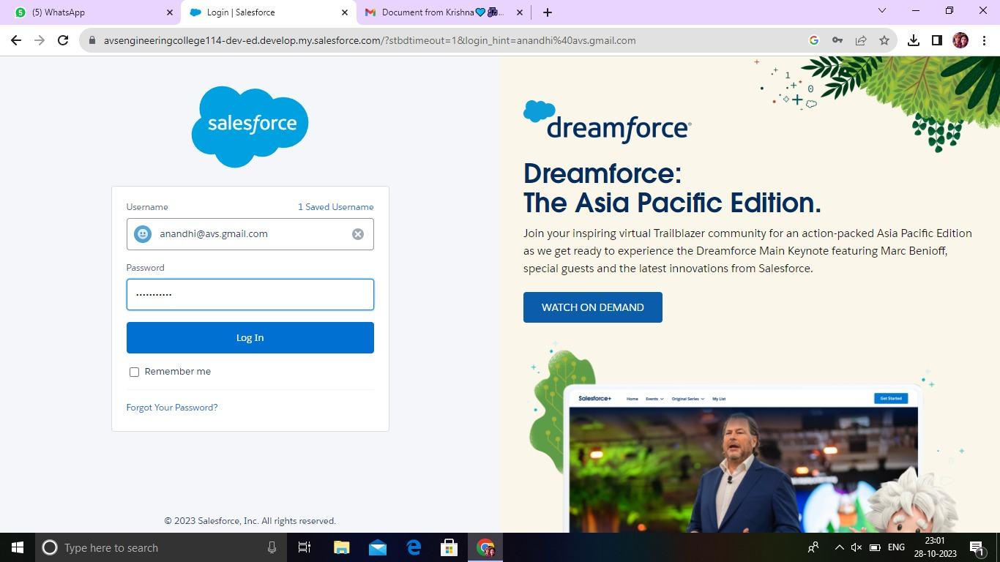 (5) WhatsApp
Login | Salesforce
Document from Krishna🩵🎶...
avsengineeringcollege114-dev-ed.develop.my.salesforce.com/?stbdtimeout=1&login_hint=anandhi%40avs.gmail.com
salesforce
Username
1 Saved Username
anandhi@avs.gmail.com
Password
Log In
Remember me
Forgot Your Password?
© 2023 Salesforce, Inc. All rights reserved.
1
0
dreamforce®
Dreamforce:
The Asia Pacific Edition.
Join your inspiring virtual Trailblazer community for an action-packed Asia Pacific Edition
as we get ready to experience the Dreamforce Main Keynote featuring Marc Benioff,
special guests and the latest innovations from Salesforce.
WATCH ON DEMAND
Salesforce+ Home Events Original Series My List Get Started
Type here to search
ENG
23:01
28-10-2023
1